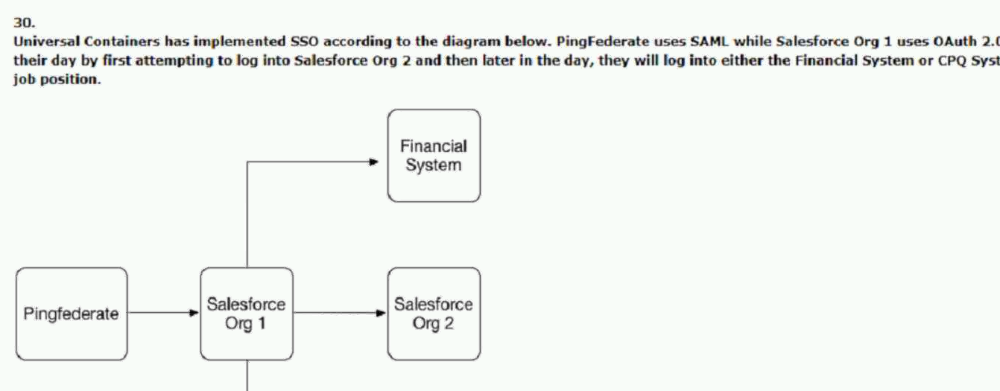 30.
Universal Containers has implemented SSO according to the diagram below. PingFederate uses SAML while Salesforce Org 1 uses OAuth 2.0
their day by first attempting to log into Salesforce Org 2 and then later in the day, they will log into either the Financial System or CPQ Syst
job position.
Financial
System
Pingfederate
Salesforce
Org 1
Salesforce
Org 2